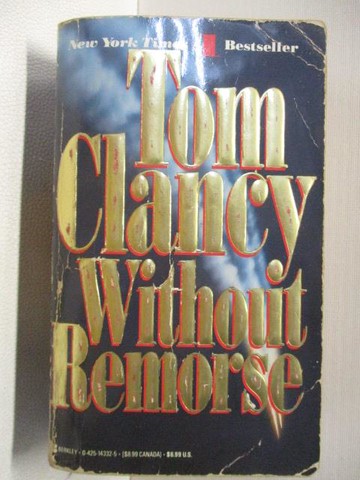 New York Times
Bestseller
Tom
Clancy
Without
Remorse
BERKLEY • 0-425-14332-5 • ($8.99 CANADA) • $6.99 U.S.